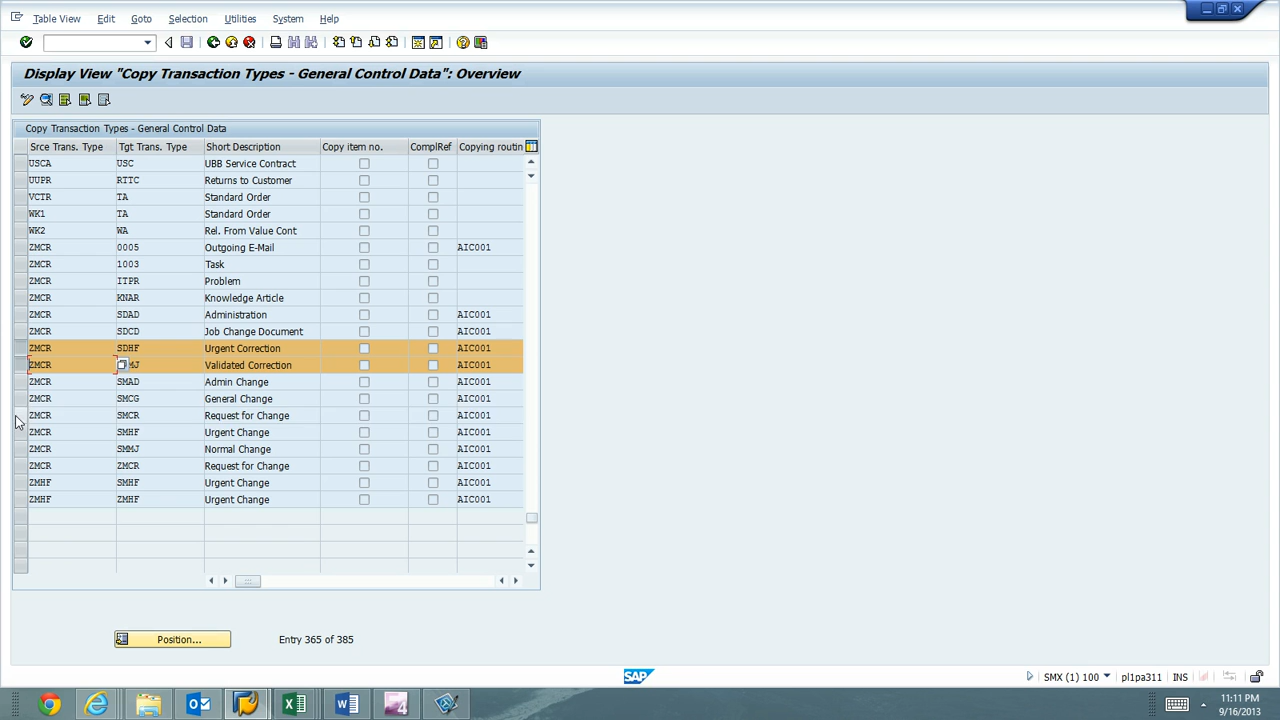 Table View Edit Goto Selection Utilities System Help
Display View "Copy Transaction Types - General Control Data": Overview
Copy Transaction Types - General Control Data
Srce Trans. Type Tgt Trans. Type Short Description Copy item no. ComplRef Copying routin
USCA USC UBB Service Contract
UUPR RITC Returns to Customer
VCTR TA Standard Order
WK1 TA Standard Order
WK2 WA Rel. From Value Cont
ZMCR 0005 Outgoing E-Mail AIC001
ZMCR 1003 Task
ZMCR ITPR Problem
ZMCR KNAR Knowledge Article
ZMCR SDAD Administration AIC001
ZMCR SDCD Job Change Document AIC001
ZMCR SDHF Urgent Correction AIC001
ZMCR MJ Validated Correction AIC001
ZMCR SMAD Admin Change AIC001
ZMCR SMCG General Change AIC001
ZMCR SMCR Request for Change AIC001
ZMCR SMHF Urgent Change AIC001
ZMCR SMMJ Normal Change AIC001
ZMCR ZMCR Request for Change AIC001
ZMHF SMHF Urgent Change AIC001
ZMHF ZMHF Urgent Change AIC001
Position... Entry 365 of 385
SAP
SMX (1) 100 pl1pa311 INS
11:11 PM
9/16/2013